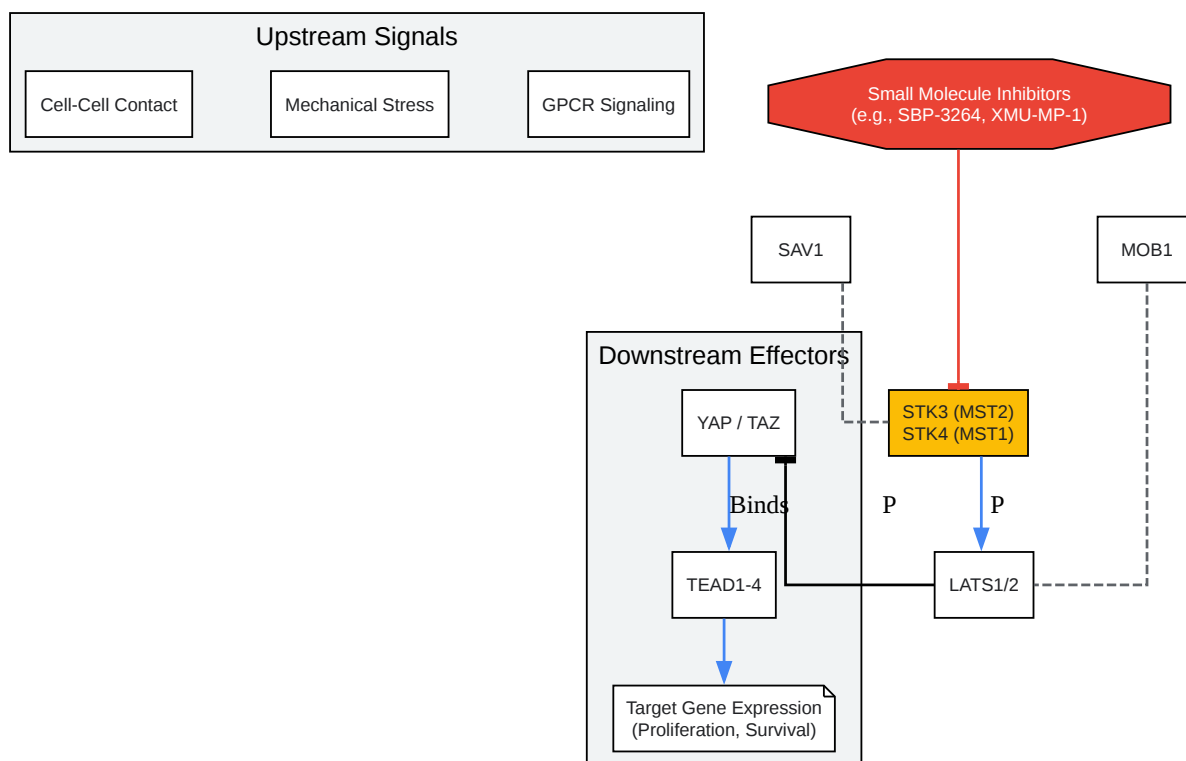 Upstream Signals
Cell-Cell Contact
Mechanical Stress
GPCR Signaling
Small Molecule Inhibitors
(e.g., SBP-3264, XMU-MP-1)
SAV1
MOB1
Downstream Effectors
YAP / TAZ
STK3 (MST2)
STK4 (MST1)
Binds
P
P
TEAD1-4
LATS1/2
Target Gene Expression
(Proliferation, Survival)